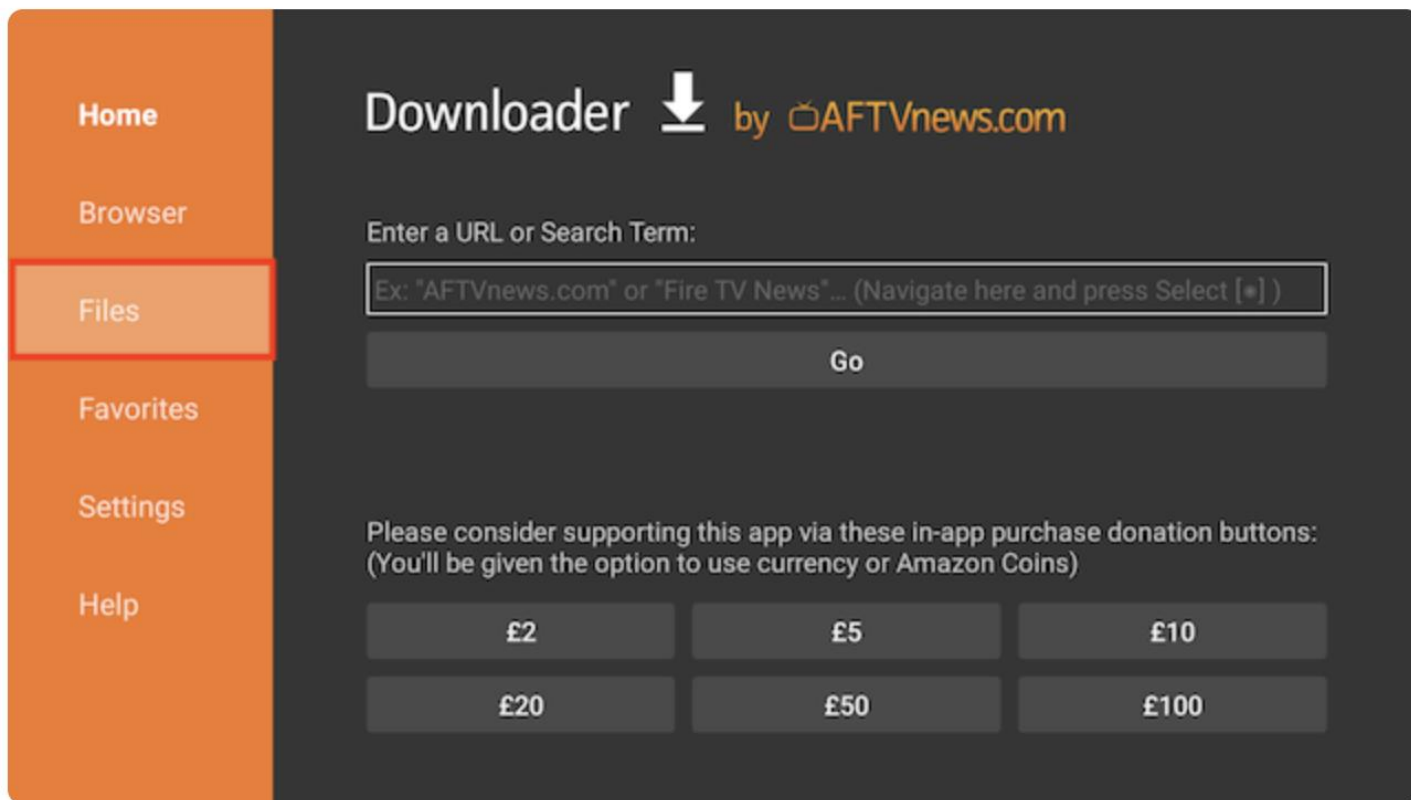 Home
Browser
Files
Favorites
Settings
Help
Downloader by AFTVnews.com
Enter a URL or Search Term:
Ex: "AFTVnews.com" or "Fire TV News"... (Navigate here and press Select [●] )
Go
Please consider supporting this app via these in-app purchase donation buttons:
(You'll be given the option to use currency or Amazon Coins)
£2 £5 £10
£20 £50 £100